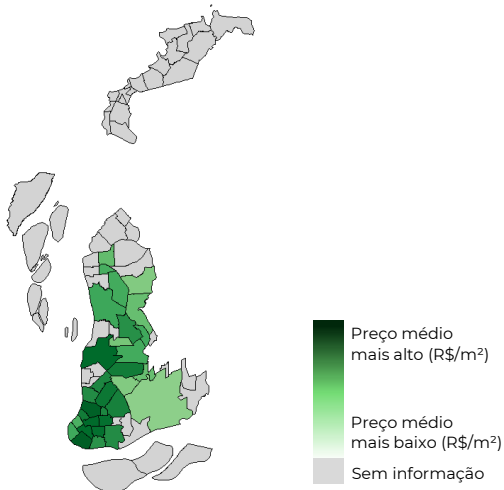 Preço médio
mais alto (R$/m²)
Preço médio
mais baixo (R$/m²)
Sem informação